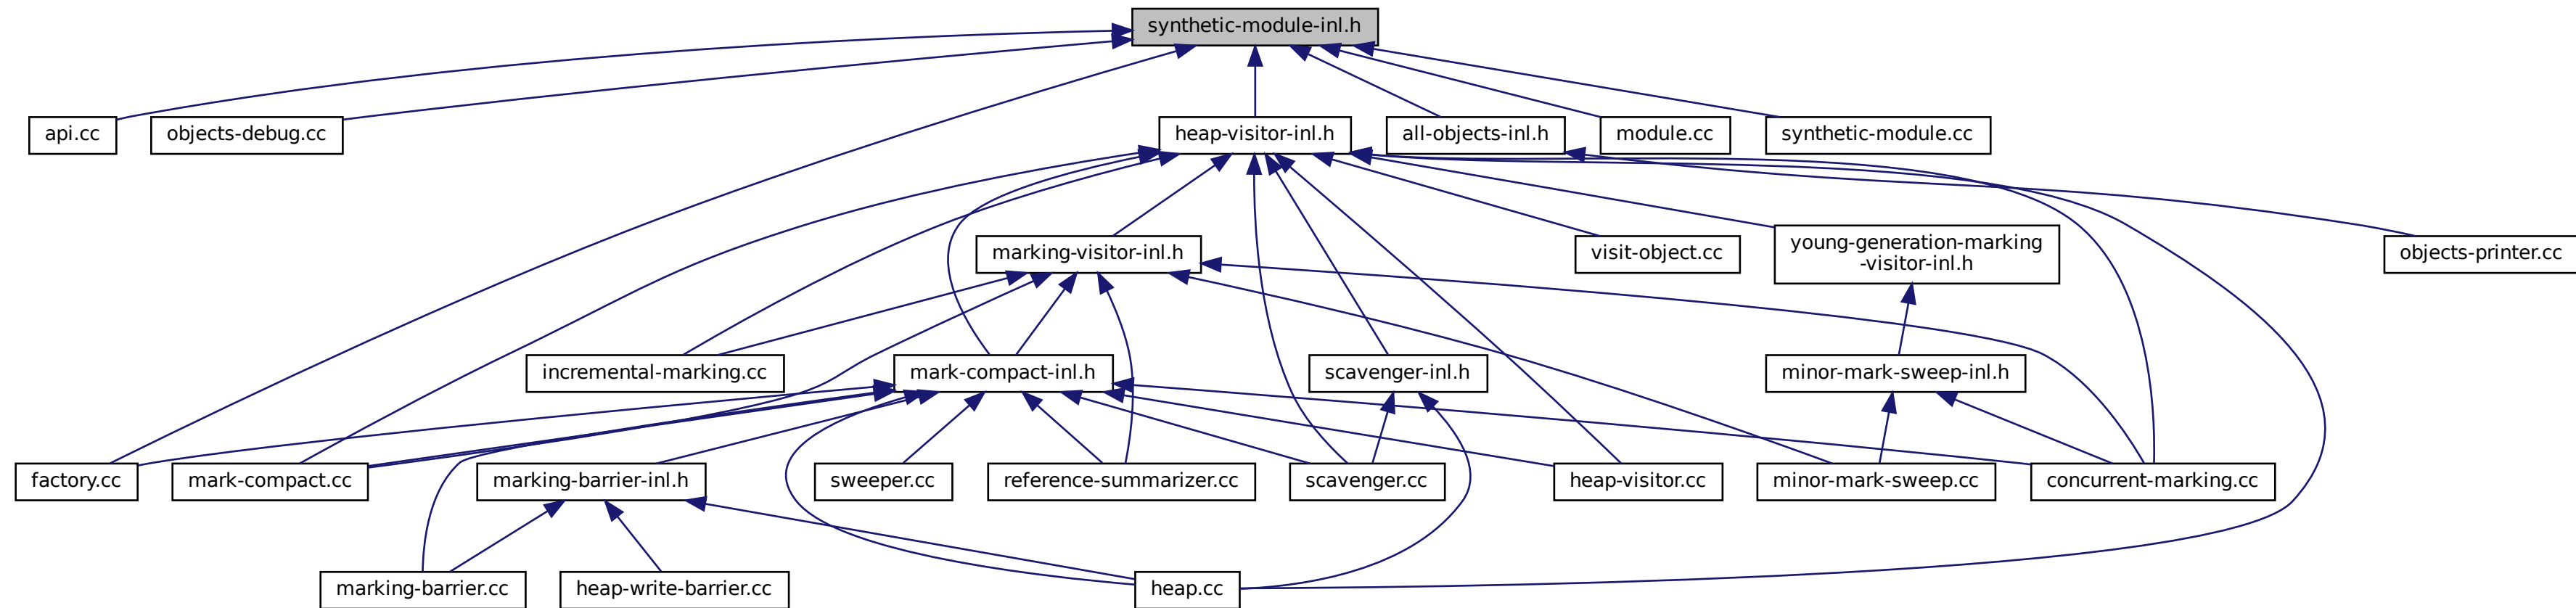 synthetic-module-inl.h
api.cc
objects-debug.cc
heap-visitor-inl.h
all-objects-inl.h
module.cc
synthetic-module.cc
marking-visitor-inl.h
visit-object.cc
young-generation-marking
-visitor-inl.h
objects-printer.cc
incremental-marking.cc
mark-compact-inl.h
scavenger-inl.h
minor-mark-sweep-inl.h
factory.cc
mark-compact.cc
marking-barrier-inl.h
sweeper.cc
reference-summarizer.cc
scavenger.cc
heap-visitor.cc
minor-mark-sweep.cc
concurrent-marking.cc
marking-barrier.cc
heap-write-barrier.cc
heap.cc